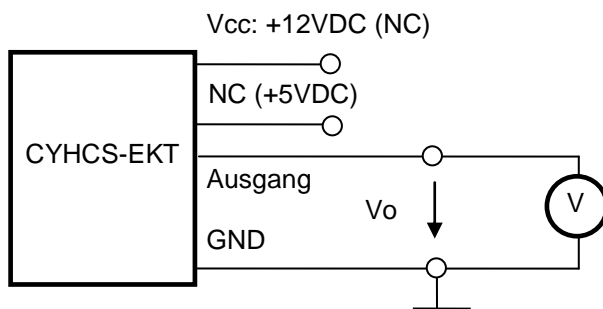 Vcc: +12VDC (NC)
NC (+5VDC)
CYHCS-EKT
Ausgang
Vo
V
GND